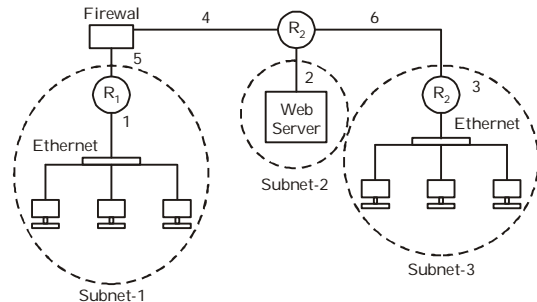 Firewal
4
6
R2
5
2
3
R1
R2
1
Web
Server
Ethernet
Ethernet
Subnet-2
Subnet-1
Subnet-3